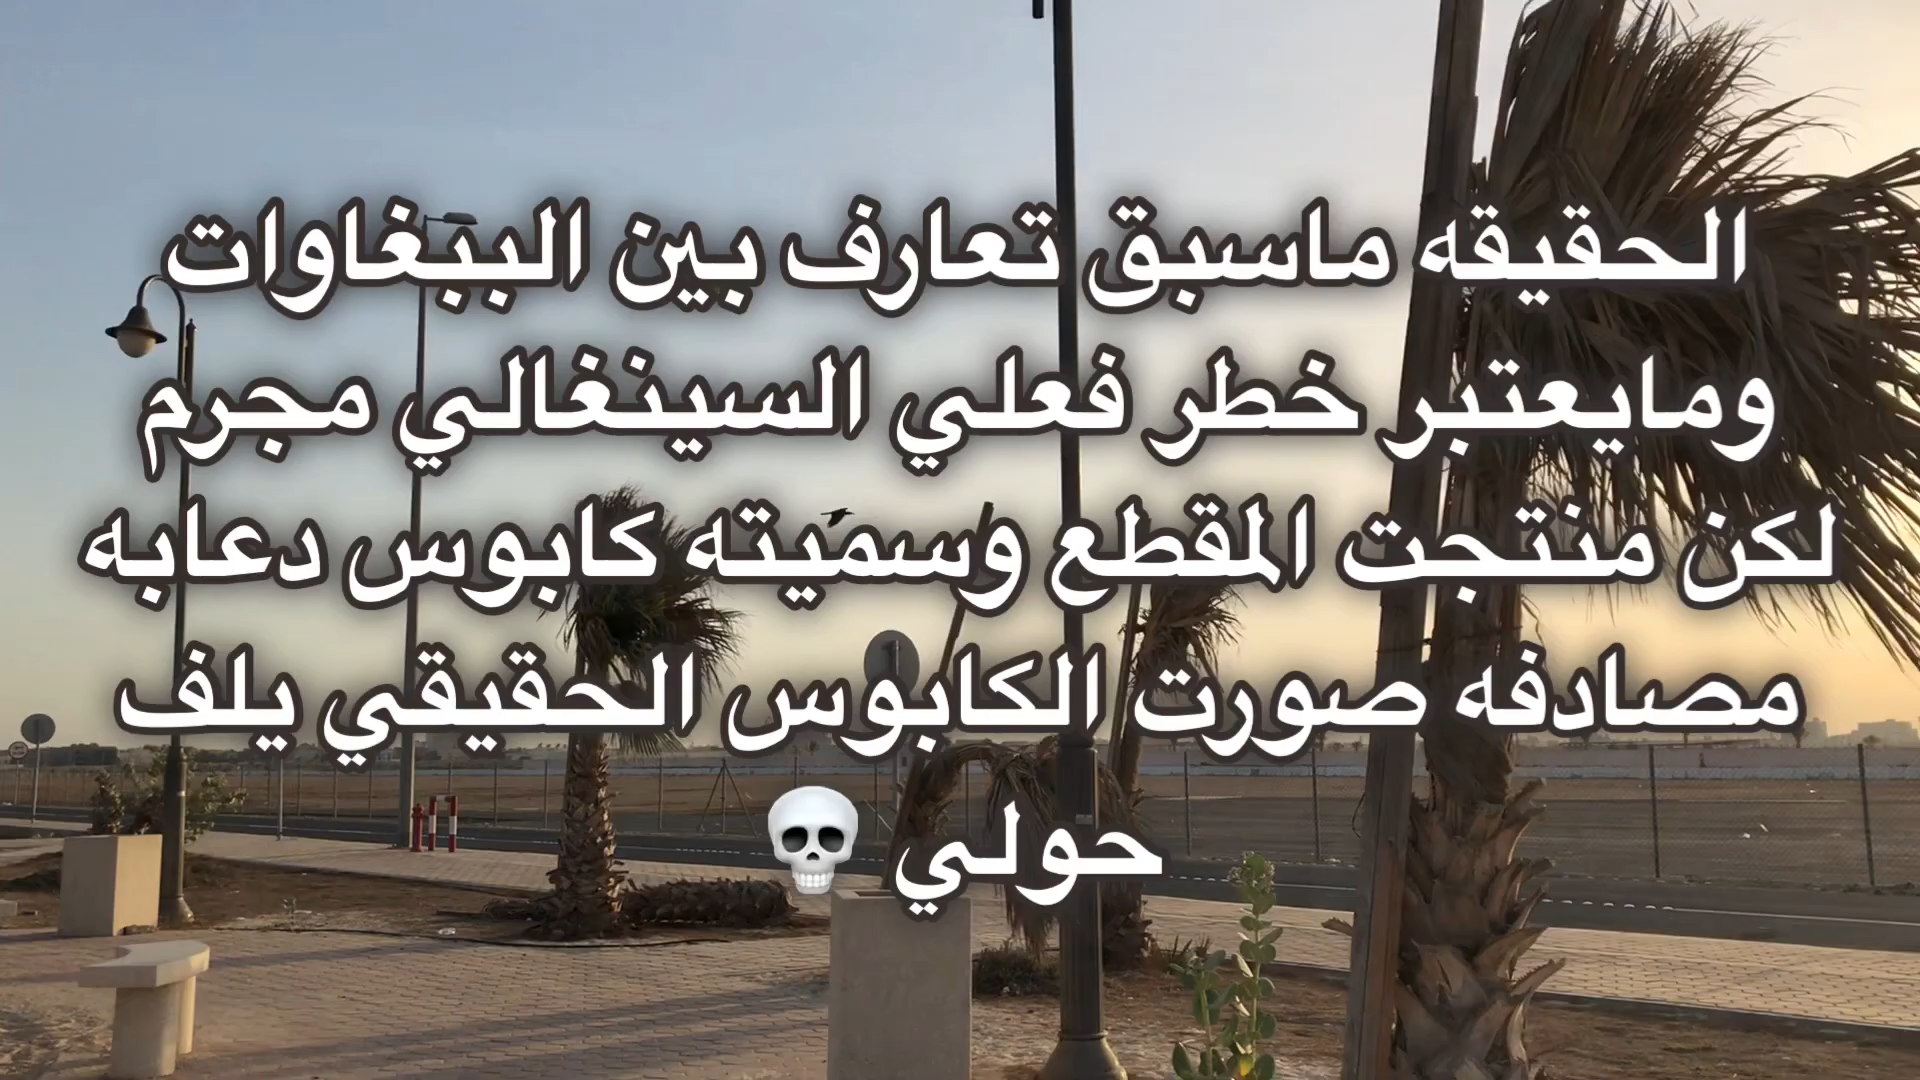 الحقيقه ماسبق تعارف بين الببغاوات
ومايعتبر خطر فعلي السينغالي مجرم
لكن منتجت المقطع وسميته كابوس دعابه
مصادفه صورت الكابوس الحقيقي يلف
حولي 💀